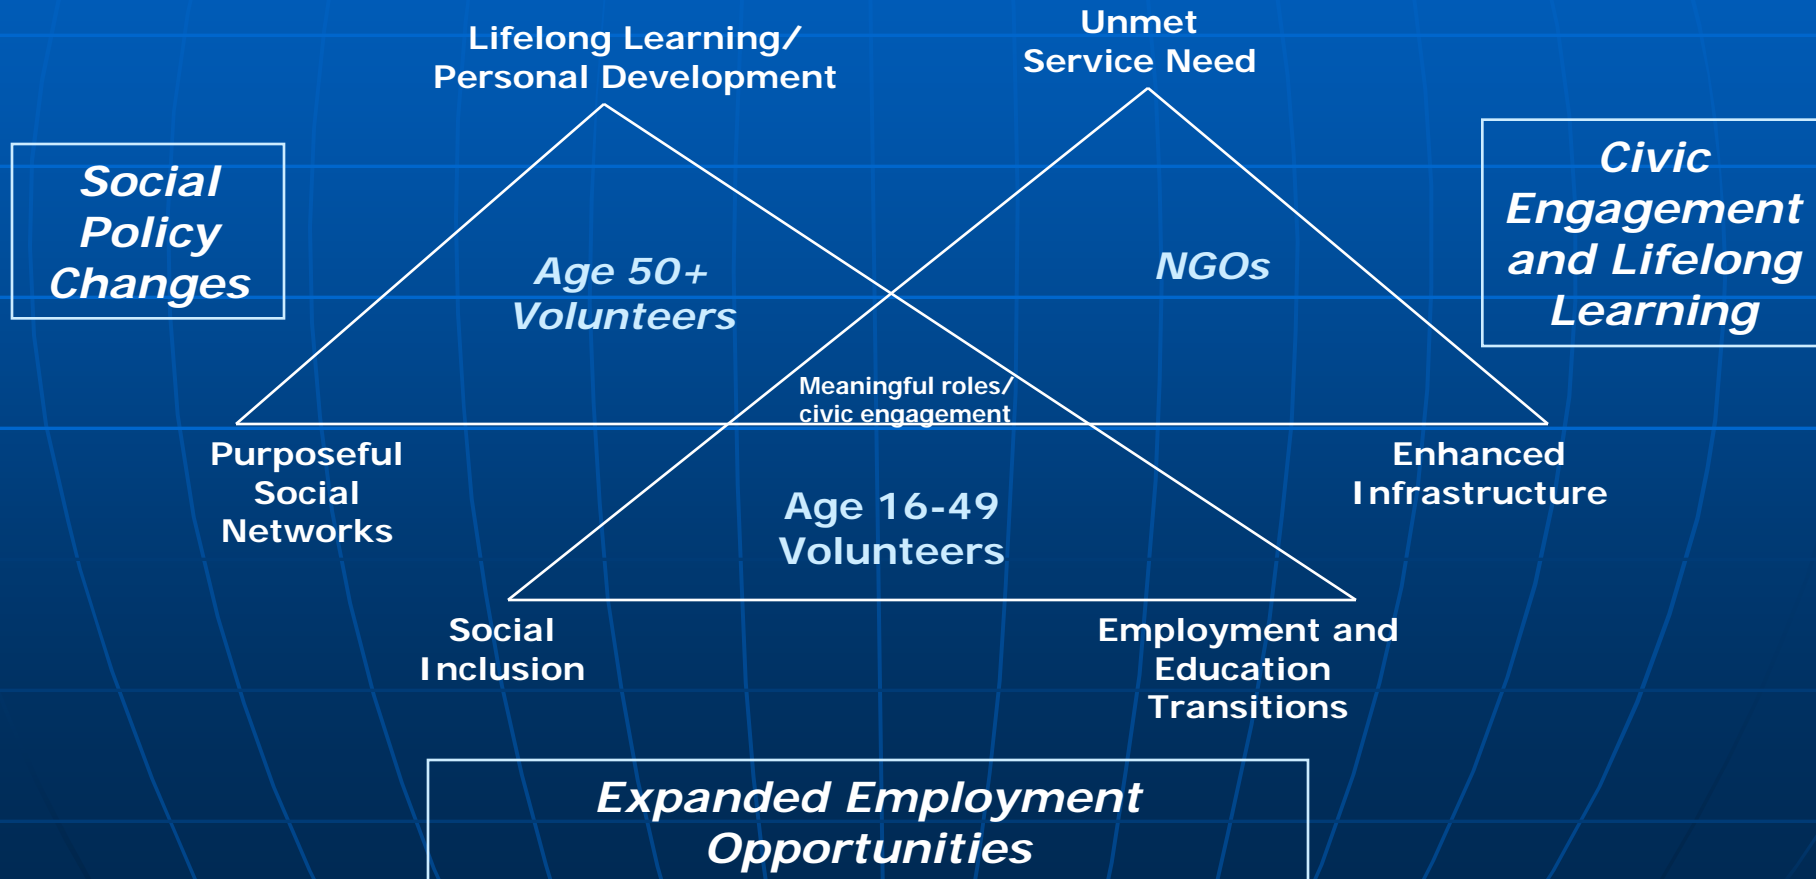 Lifelong Learning/
Personal Development
Unmet
Service Need
Social
Policy
Changes
Civic
Engagement
and Lifelong
Learning
Age 50+
Volunteers
NGOs
Meaningful roles/
civic engagement
Purposeful
Social
Networks
Enhanced
Infrastructure
Age 16-49
Volunteers
Social
Inclusion
Employment and
Education
Transitions
Expanded Employment
Opportunities